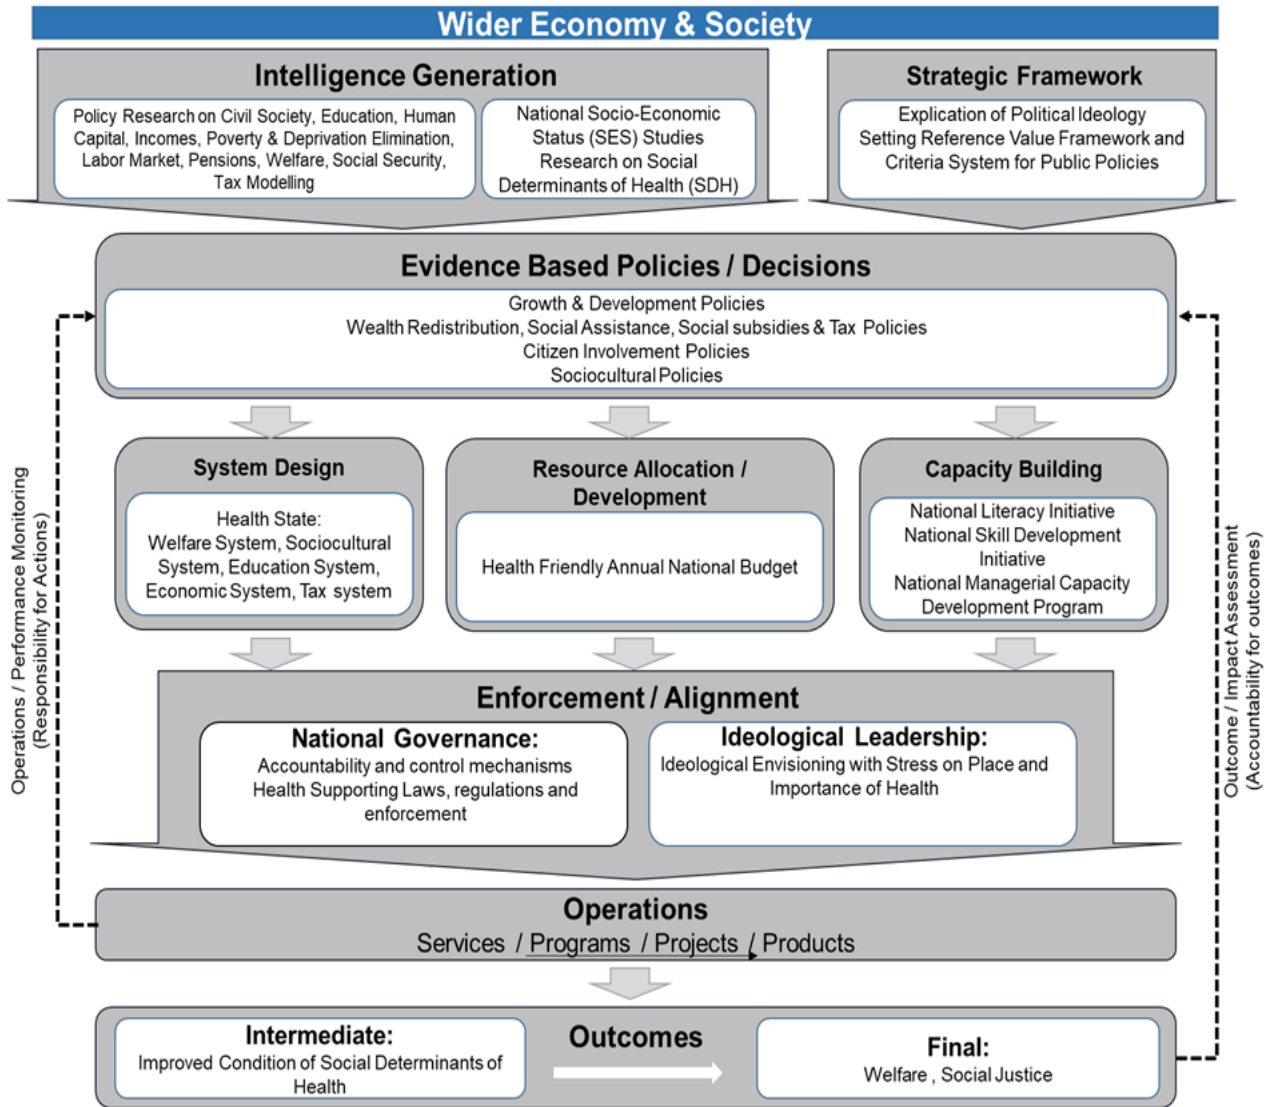 Wider Economy & Society
Intelligence Generation
Policy Research on Civil Society, Education, Human
Capital, Incomes, Poverty & Deprivation Elimination,
Labor Market, Pensions, Welfare, Social Security,
Tax Modelling
National Socio-Economic
Status (SES) Studies
Research on Social
Determinants of Health (SDH)
Strategic Framework
Explication of Political Ideology
Setting Reference Value Framework and
Criteria System for Public Policies
Evidence Based Policies / Decisions
Growth & Development Policies
Wealth Redistribution, Social Assistance, Social subsidies & Tax Policies
Citizen Involvement Policies
Sociocultural Policies
System Design
Health State:
Welfare System, Sociocultural
System, Education System,
Economic System, Tax system
Resource Allocation /
Development
Health Friendly Annual National Budget
Capacity Building
National Literacy Initiative
National Skill Development
Initiative
National Managerial Capacity
Development Program
Operations / Performance Monitoring
(Responsibility for Actions)
Outcome / Impact Assessment
(Accountability for outcomes)
Enforcement / Alignment
National Governance:
Accountability and control mechanisms
Health Supporting Laws, regulations and
enforcement
Ideological Leadership:
Ideological Envisioning with Stress on Place and
Importance of Health
Operations
Services / Programs / Projects / Products
Intermediate:
Improved Condition of Social Determinants of
Health
Outcomes
Final:
Welfare , Social Justice